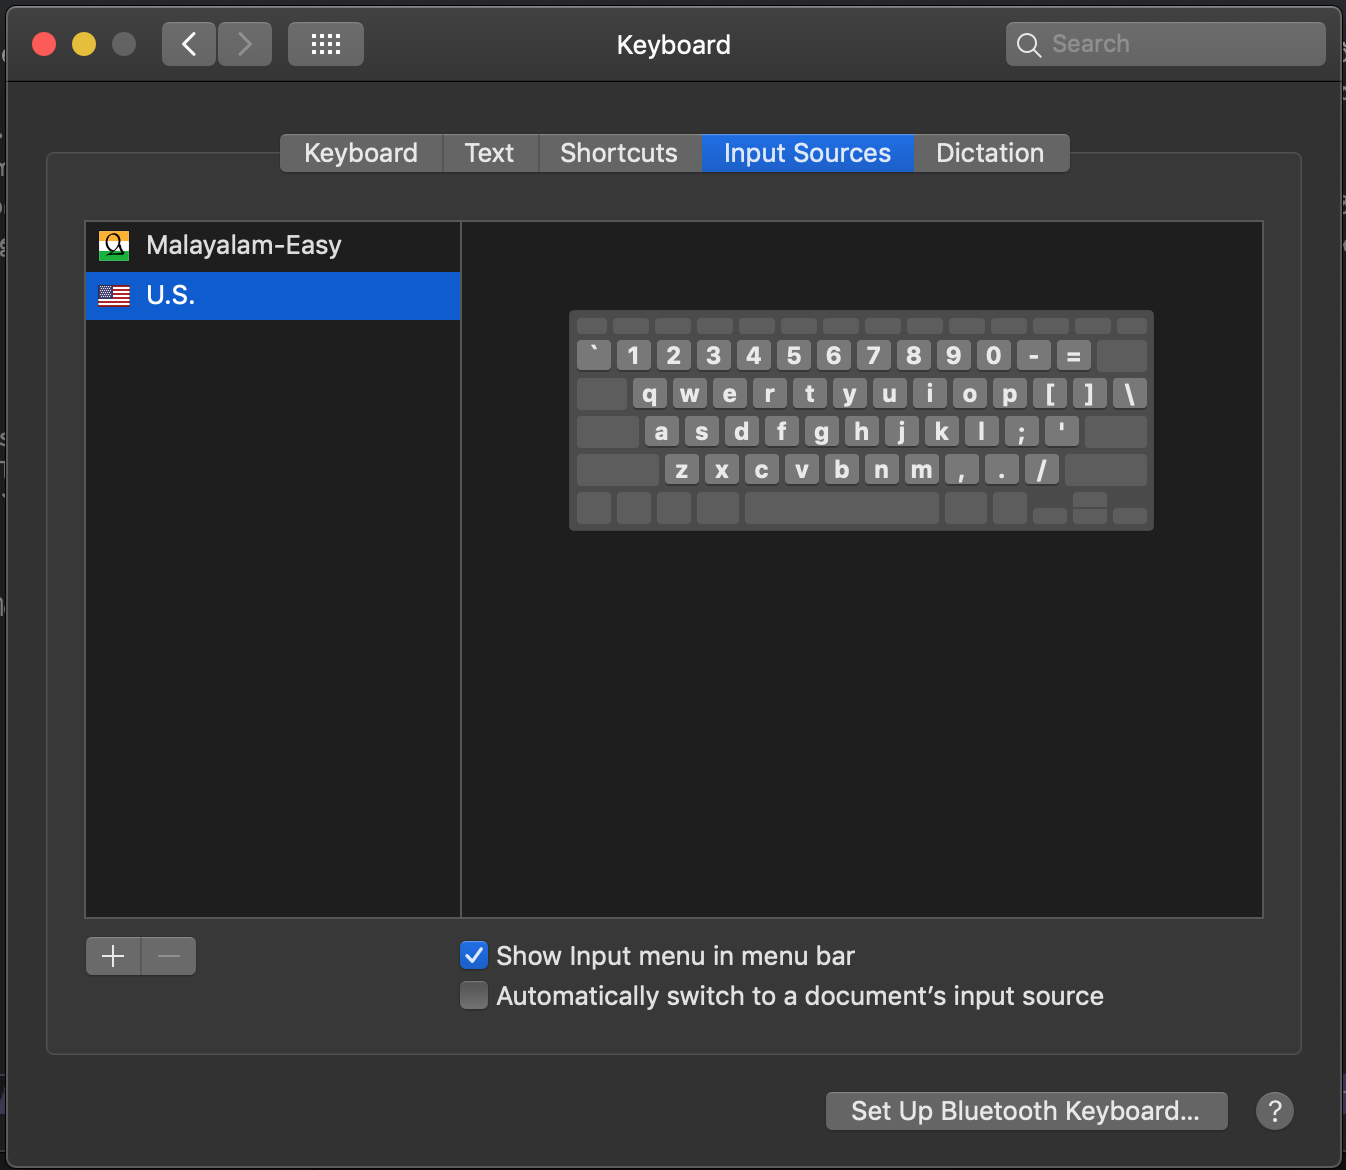 Keyboard
Search
Keyboard Text Shortcuts Input Sources Dictation
Malayalam-Easy
U.S.
` 1 2 3 4 5 6 7 8 9 0 - =
q w e r t y u i o p [ ] \
a s d f g h j k l ; '
z x c v b n m , . /
Show Input menu in menu bar
Automatically switch to a document’s input source
Set Up Bluetooth Keyboard... ?